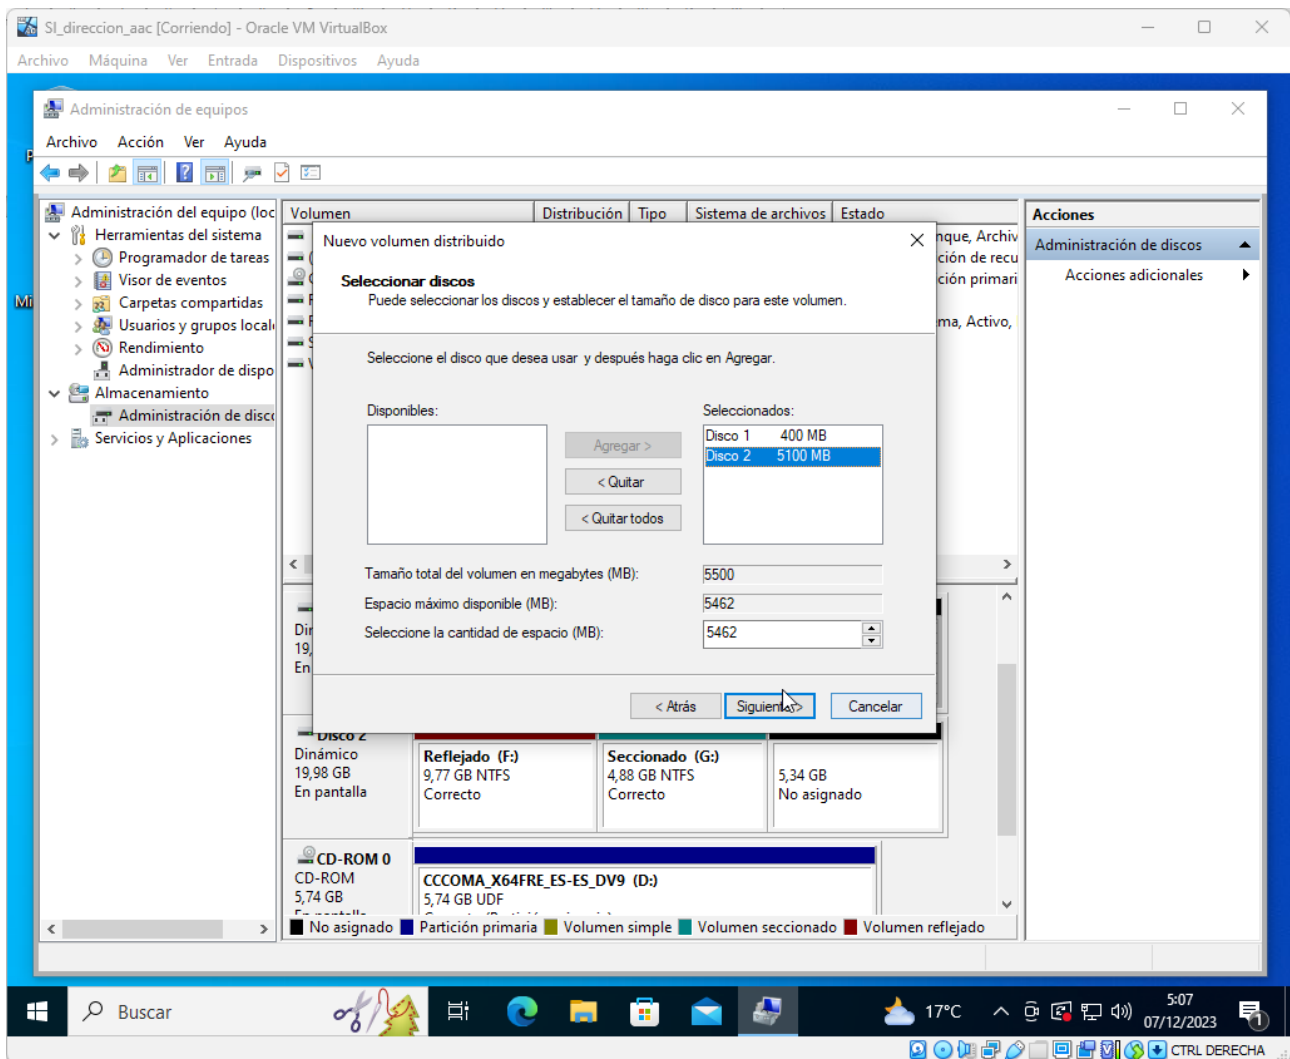 SI_direccion_aac [Corriendo] - Oracle VM VirtualBox
Archivo Máquina Ver Entrada Dispositivos Ayuda
Administración de equipos
Archivo Acción Ver Ayuda
Administración del equipo (loc
Herramientas del sistema
Programador de tareas
Visor de eventos
Carpetas compartidas
Usuarios y grupos local
Rendimiento
Administrador de dispo
Almacenamiento
Administración de disco
Servicios y Aplicaciones
Volumen Distribución Tipo Sistema de archivos Estado
nque, Archiv
ción de recu
ción primari
ma, Activo,
Acciones
Administración de discos
Acciones adicionales
Nuevo volumen distribuido
Seleccionar discos
Puede seleccionar los discos y establecer el tamaño de disco para este volumen.
Seleccione el disco que desea usar y después haga clic en Agregar.
Disponibles:
Agregar >
< Quitar
< Quitar todos
Seleccionados:
Disco 1 400 MB
Disco 2 5100 MB
Tamaño total del volumen en megabytes (MB): 5500
Espacio máximo disponible (MB): 5462
Seleccione la cantidad de espacio (MB): 5462
< Atrás Siguiente > Cancelar
Din
19,
En
Disco 2
Dinámico
19,98 GB
En pantalla
Reflejado (F:)
9,77 GB NTFS
Correcto
Seccionado (G:)
4,88 GB NTFS
Correcto
5,34 GB
No asignado
CD-ROM 0
CD-ROM
5,74 GB
CCCOMA_X64FRE_ES-ES_DV9 (D:)
5,74 GB UDF
No asignado Partición primaria Volumen simple Volumen seccionado Volumen reflejado
Buscar
17°C
5:07
07/12/2023
1
CTRL DERECHA